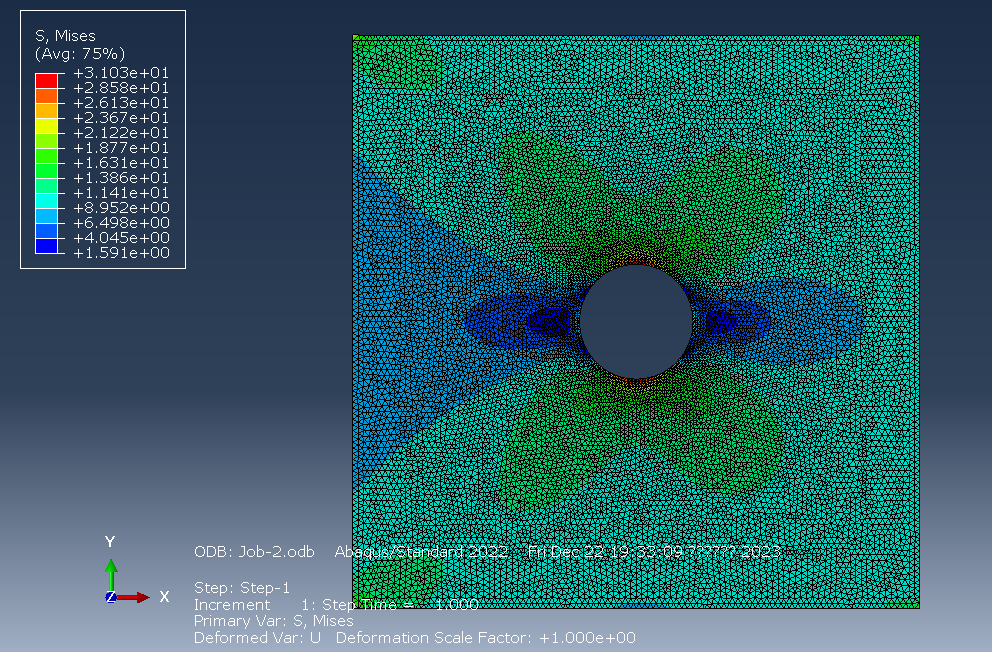 S, Mises
(Avg: 75%)
+3.103e+01
+2.858e+01
+2.613e+01
+2.367e+01
+2.122e+01
+1.877e+01
+1.631e+01
+1.386e+01
+1.141e+01
+8.952e+00
+6.498e+00
+4.045e+00
+1.591e+00
Y
Z
X
ODB: Job-2.odb Abaqus/Standard 2022 Fri Dec 22 19:33:09 ?????? 2023
Step: Step-1
Increment 1: Step Time = 1.000
Primary Var: S, Mises
Deformed Var: U Deformation Scale Factor: +1.000e+00